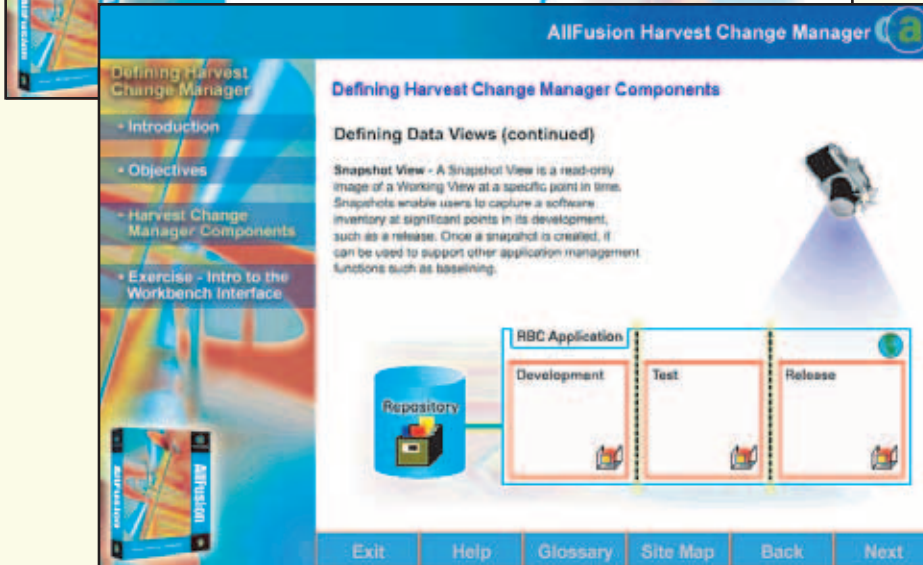 AllFusion Harvest Change Manager
Defining Harvest
Change Manager
• Introduction
• Objectives
• Harvest Change
Manager Components
• Exercise - Intro to the
Workbench Interface
AllFusion
AllFusion
Defining Harvest Change Manager Components
Defining Data Views (continued)
Snapshot View - A Snapshot View is a read-only
image of a Working View at a specific point in time.
Snapshots enable users to capture a software
inventory at significant points in its development,
such as a release. Once a snapshot is created, it
can be used to support other application management
functions such as baselining.
Repository
RBC Application
Development
Test
Release
Exit
Help
Glossary
Site Map
Back
Next